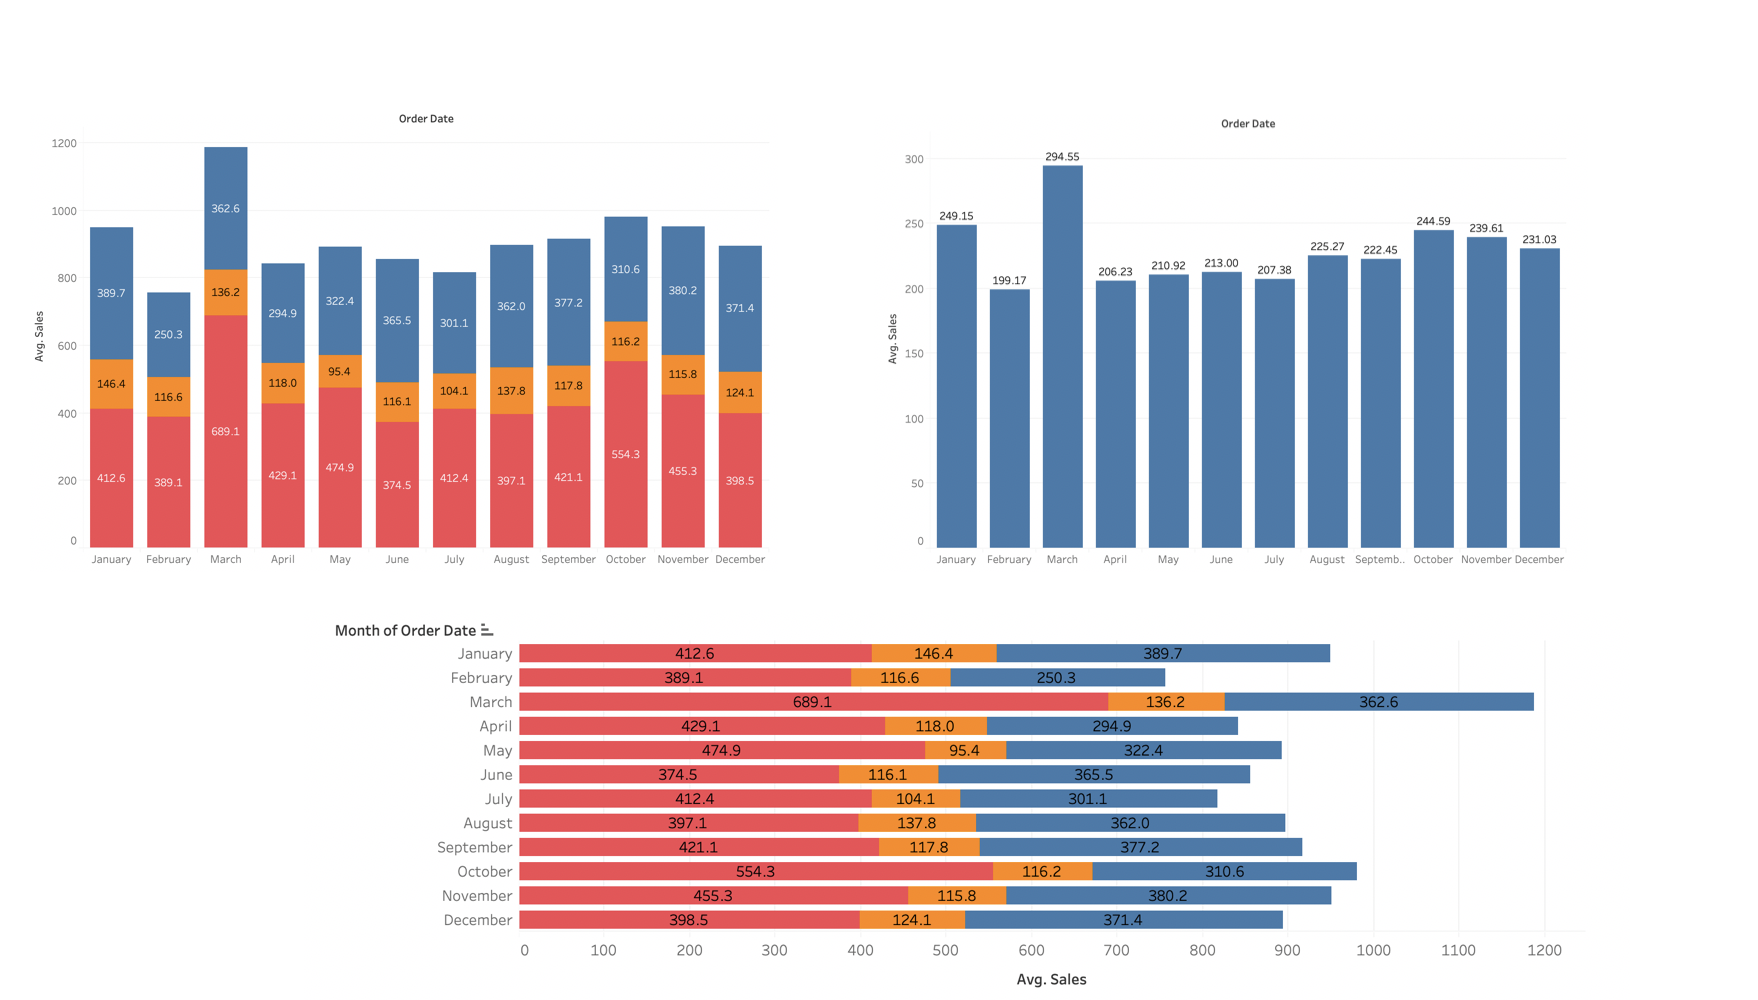 Order Date
1200
1000
800
600
400
200
0
Avg. Sales
389.7
250.3
362.6
294.9
322.4
365.5
301.1
362.0
377.2
310.6
380.2
371.4
146.4
116.6
136.2
118.0
95.4
116.1
104.1
137.8
117.8
116.2
115.8
124.1
412.6
389.1
689.1
429.1
474.9
374.5
412.4
397.1
421.1
554.3
455.3
398.5
January February March April May June July August September October November December
Order Date
300
250
200
150
100
50
0
Avg. Sales
249.15
199.17
294.55
206.23
210.92
213.00
207.38
225.27
222.45
244.59
239.61
231.03
January February March April May June July August Septemb.. October November December
Month of Order Date
January 412.6 146.4 389.7
February 389.1 116.6 250.3
March 689.1 136.2 362.6
April 429.1 118.0 294.9
May 474.9 95.4 322.4
June 374.5 116.1 365.5
July 412.4 104.1 301.1
August 397.1 137.8 362.0
September 421.1 117.8 377.2
October 554.3 116.2 310.6
November 455.3 115.8 380.2
December 398.5 124.1 371.4
0 100 200 300 400 500 600 700 800 900 1000 1100 1200
Avg. Sales